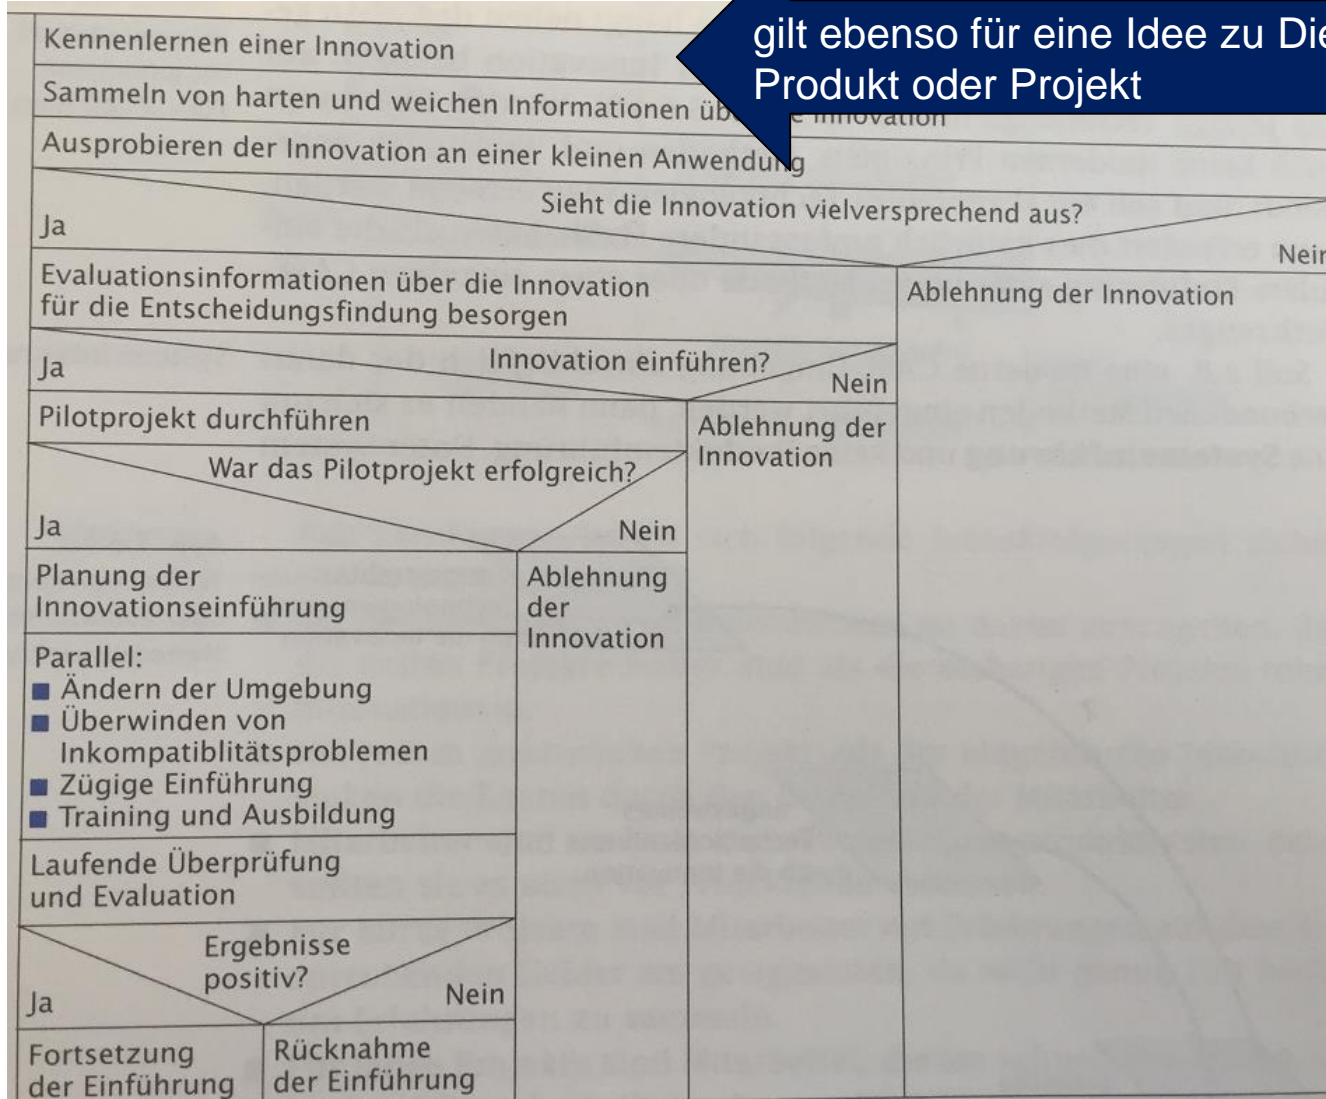 gilt ebenso für eine Idee zu
Produkt oder Projekt
Kennenlernen einer Innovation
Sammeln von harten und weichen Informationen Innovation
Ausprobieren der Innovation an einer kleinen Anwendung
Sieht die Innovation vielversprechend aus?
Ja
Nein
Evaluationsinformationen über die Innovation
für die Entscheidungsfindung besorgen
Ablehnung der Innovation
Innovation einführen?
Ja
Nein
Pilotprojekt durchführen
Ablehnung der
Innovation
War das Pilotprojekt erfolgreich?
Ja
Nein
Planung der
Innovationseinführung
Ablehnung
der
Innovation
Parallel:
Ändern der Umgebung
Überwinden von
Inkompatiblitätsproblemen
Zügige Einführung
Training und Ausbildung
Laufende Überprüfung
und Evaluation
Ergebnisse
positiv?
Ja
Nein
Fortsetzung
der Einführung
Rücknahme
der Einführung